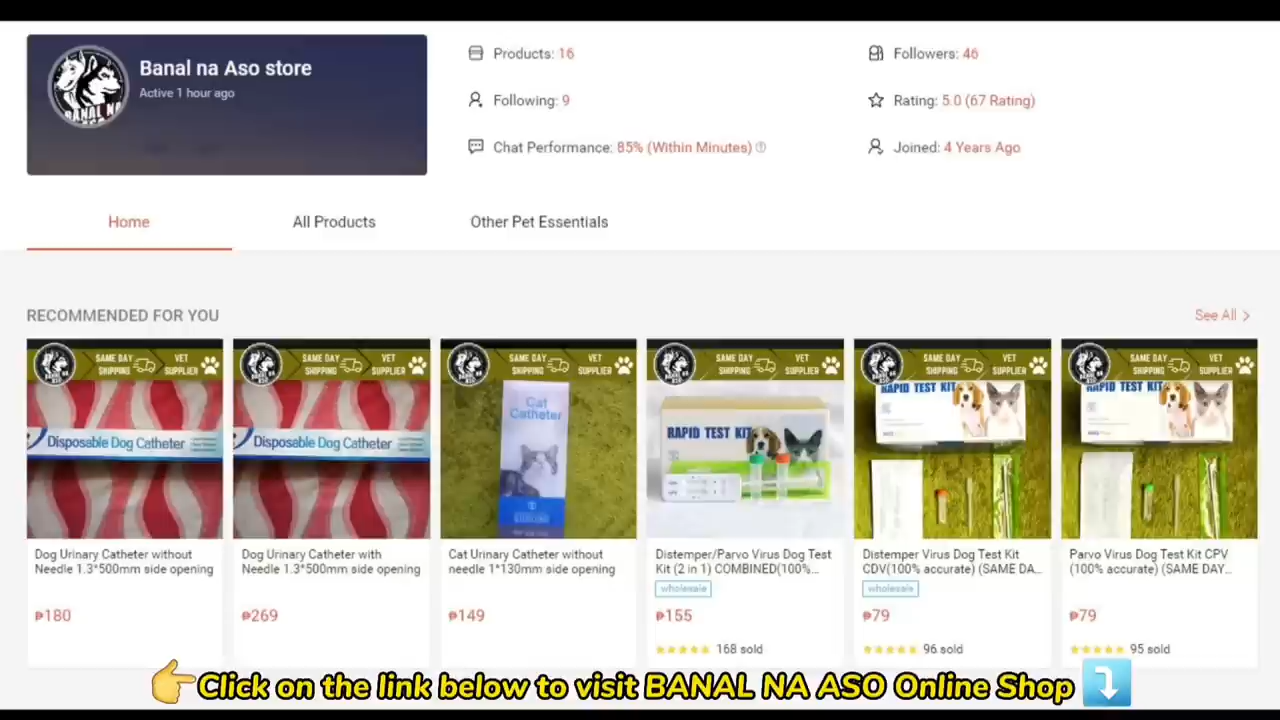 Banal na Aso store
Active 1 hour ago
BANAL NA
Products: 16
Followers: 46
Following: 9
Rating: 5.0 (67 Rating)
Chat Performance: 85% (Within Minutes)
Joined: 4 Years Ago
Home
All Products
Other Pet Essentials
RECOMMENDED FOR YOU
See All >
SAME DAY
SHIPPING
VET
SUPPLIER
Disposable Dog Catheter
Dog Urinary Catheter without
Needle 1.3*500mm side opening
₱180
SAME DAY
SHIPPING
VET
SUPPLIER
Disposable Dog Catheter
Dog Urinary Catheter with
Needle 1.3*500mm side opening
₱269
SAME DAY
SHIPPING
VET
SUPPLIER
Cat
Catheter
Cat Urinary Catheter without
needle 1*130mm side opening
₱149
SAME DAY
SHIPPING
VET
SUPPLIER
RAPID TEST KIT
Distemper/Parvo Virus Dog Test
Kit (2 in 1) COMBINED(100%...
wholesale
₱155
168 sold
SAME DAY
SHIPPING
VET
SUPPLIER
RAPID TEST KIT
Distemper Virus Dog Test Kit
CDV(100% accurate) (SAME DA...
wholesale
₱79
96 sold
SAME DAY
SHIPPING
VET
SUPPLIER
RAPID TEST KIT
Parvo Virus Dog Test Kit CPV
(100% accurate) (SAME DAY...
₱79
95 sold
Click on the link below to visit BANAL NA ASO Online Shop